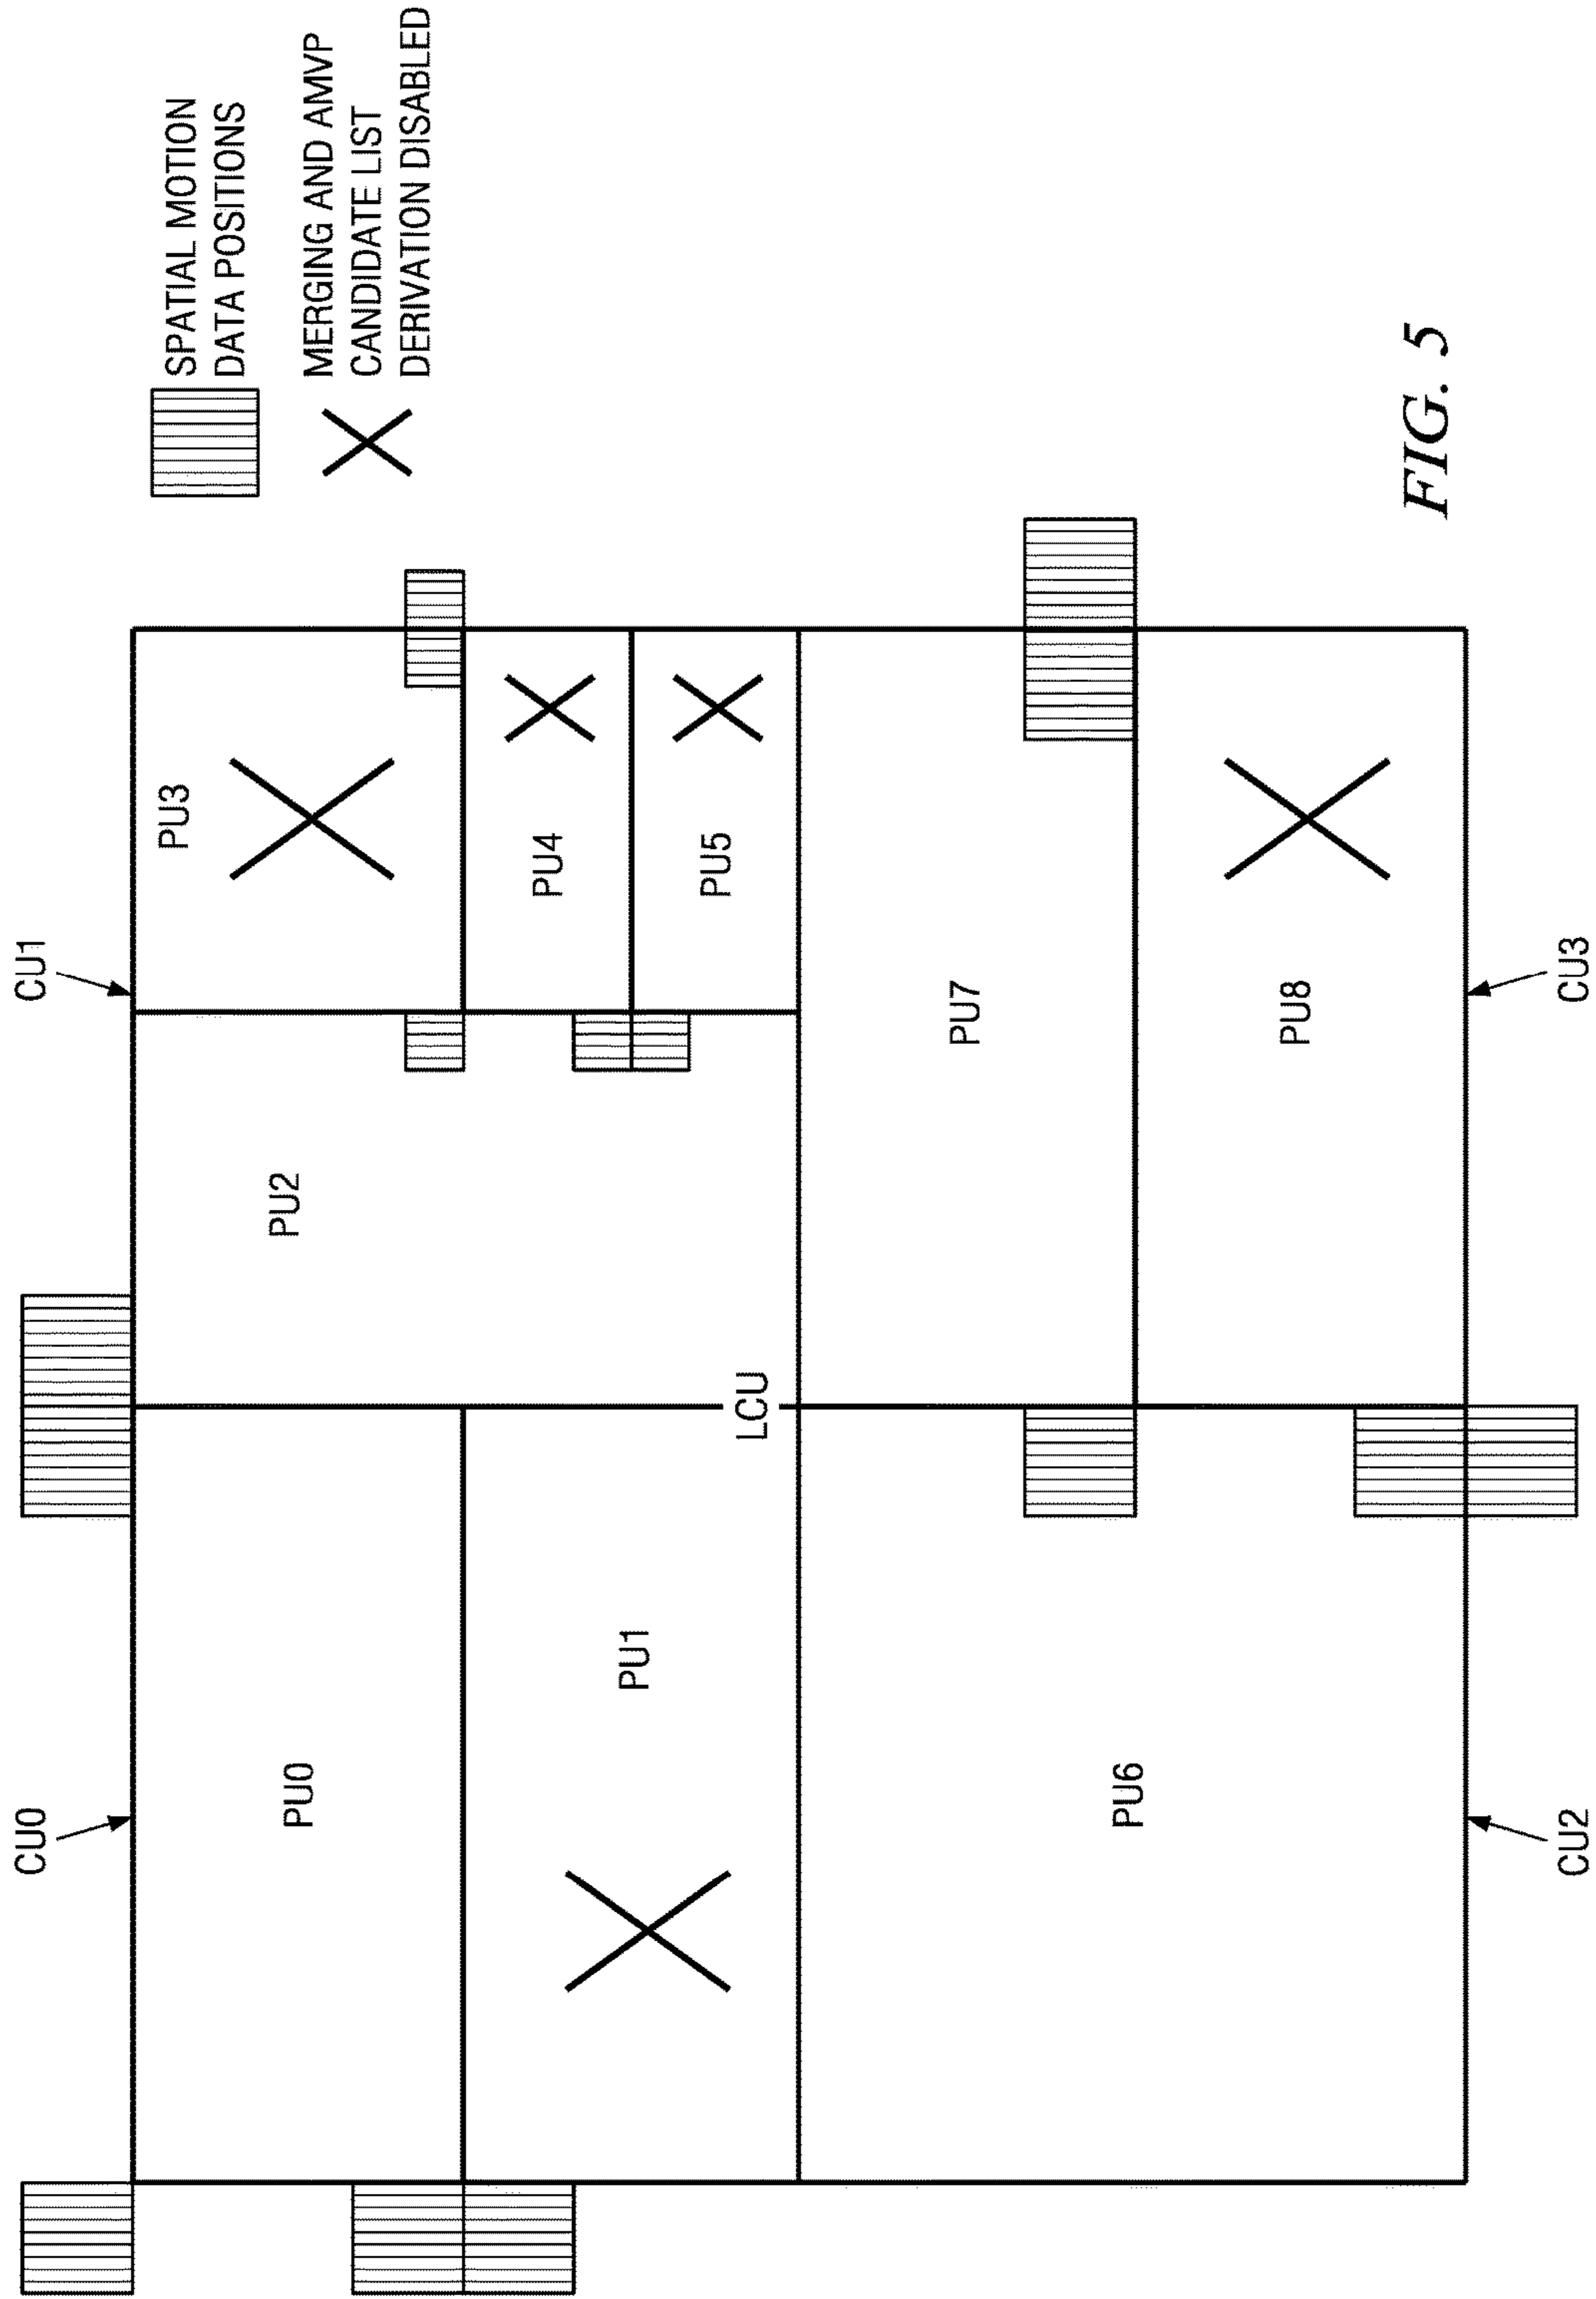 CU0
CU1
SPATIAL MOTION
DATA POSITIONS
MERGING AND AMVP
CANDIDATE LIST
DERIVATION DISABLED
PU0
PU2
PU3
PU1
PU4
PU5
LCU
PU6
PU7
PU8
CU2
CU3
FIG. 5